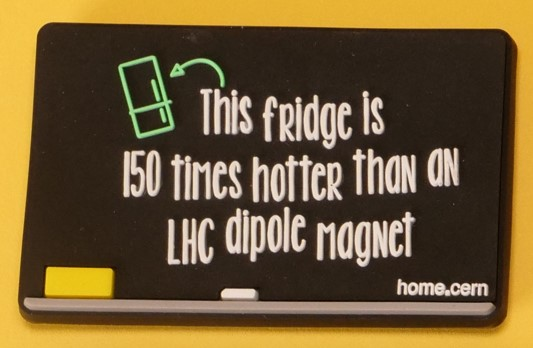 This fridge is
150 times hotter than an
LHC dipole magnet
home.cern